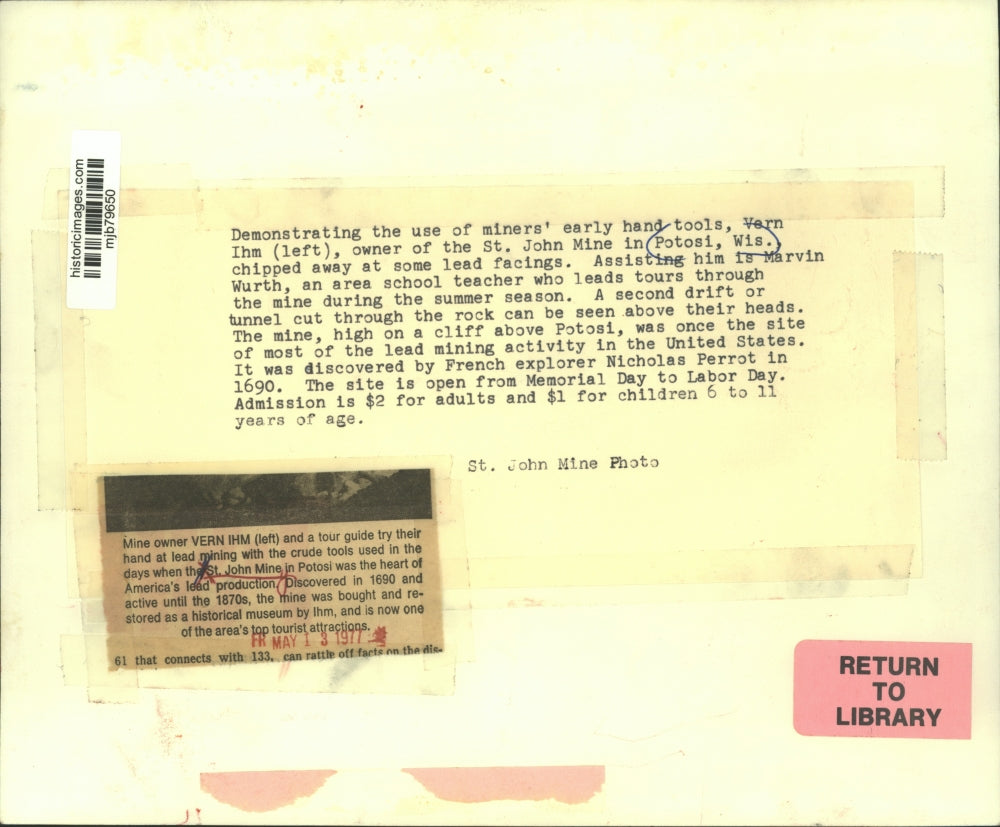 historicimages.com
mjb79650
Demonstrating the use of miners' early hand tools, Vern
Ihm (left), owner of the St. John Mine in Potosi, Wis.,
chipped away at some lead facings.  Assisting him is Marvin
Wurth, an area school teacher who leads tours through
the mine during the summer season.  A second drift or
tunnel cut through the rock can be seen above their heads.
The mine, high on a cliff above Potosi, was once the site
of most of the lead mining activity in the United States.
It was discovered by French explorer Nicholas Perrot in
1690.  The site is open from Memorial Day to Labor Day.
Admission is $2 for adults and $1 for children 6 to 11
years of age.
St. John Mine Photo
Mine owner VERN IHM (left) and a tour guide try their
hand at lead mining with the crude tools used in the
days when the St. John Mine in Potosi was the heart of
America's lead production. Discovered in 1690 and
active until the 1870s, the mine was bought and re-
stored as a historical museum by Ihm, and is now one
of the area's top tourist attractions.
FR MAY 13 1977
61 that connects with 133, can rattle off facts on the dis-
RETURN
TO
LIBRARY